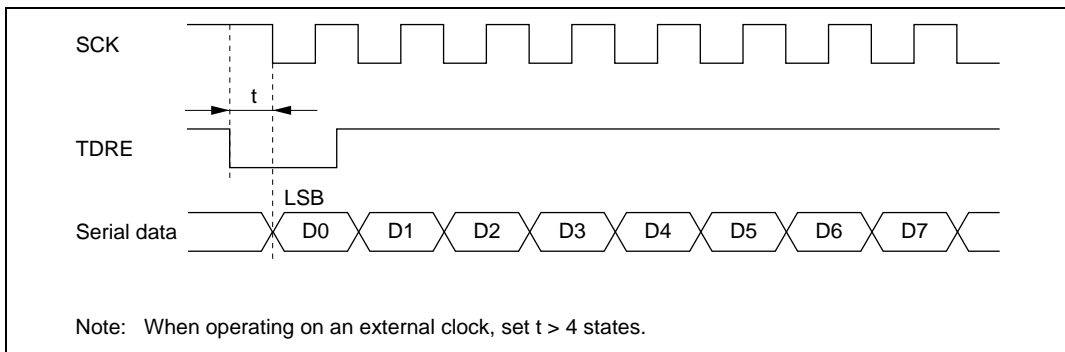 SCK
t
TDRE
LSB
Serial data D0 D1 D2 D3 D4 D5 D6 D7
Note: When operating on an external clock, set t > 4 states.